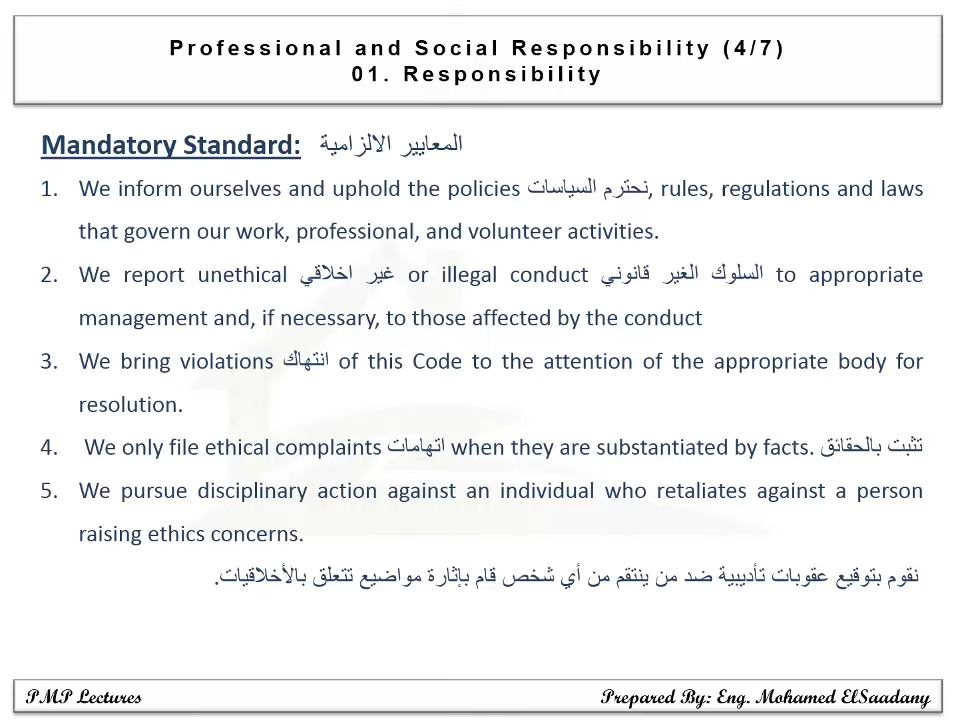 Professional and Social Responsibility (4/7)
01. Responsibility
Mandatory Standard: المعايير الالزامية
1. We inform ourselves and uphold the policies نحترم السياسات, rules, regulations and laws
that govern our work, professional, and volunteer activities.
2. We report unethical غير اخلاقي or illegal conduct السلوك الغير قانوني to appropriate
management and, if necessary, to those affected by the conduct
3. We bring violations انتهاك of this Code to the attention of the appropriate body for
resolution.
4. We only file ethical complaints اتهامات when they are substantiated by facts. تثبت بالحقائق
5. We pursue disciplinary action against an individual who retaliates against a person
raising ethics concerns.
نقوم بتوقيع عقوبات تأديبية ضد من ينتقم من أي شخص قام بإثارة مواضيع تتعلق بالأخلاقيات.
PMP Lectures
Prepared By: Eng. Mohamed ElSaadany